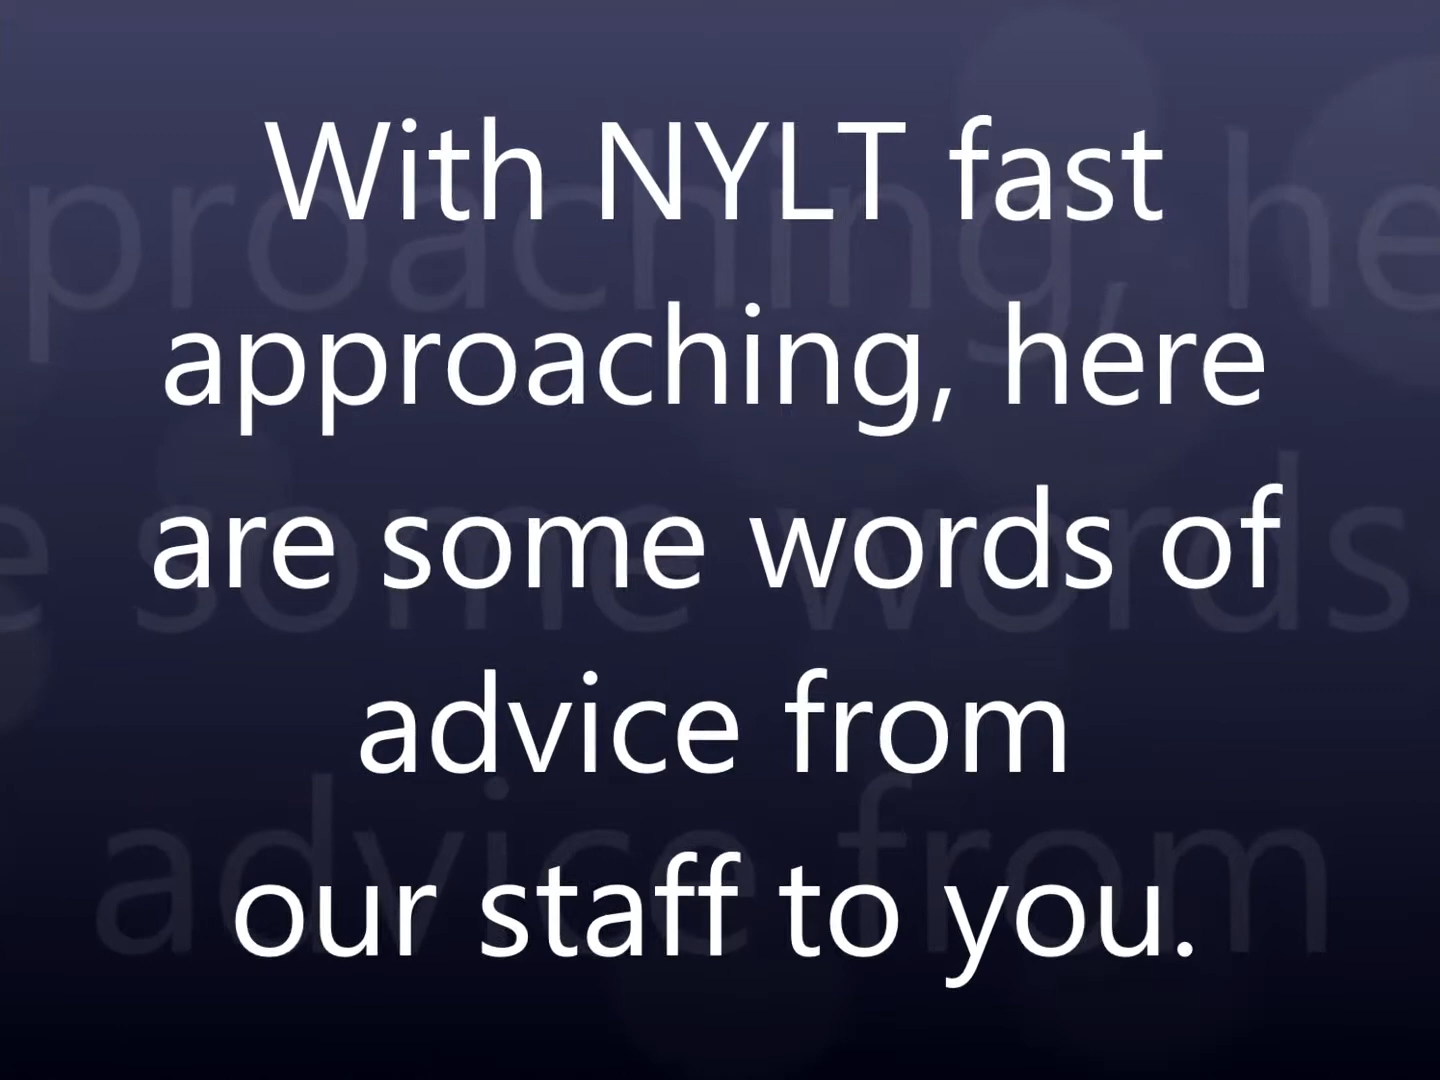 With NYLT fast
approaching, here
are some words of
advice from
our staff to you.